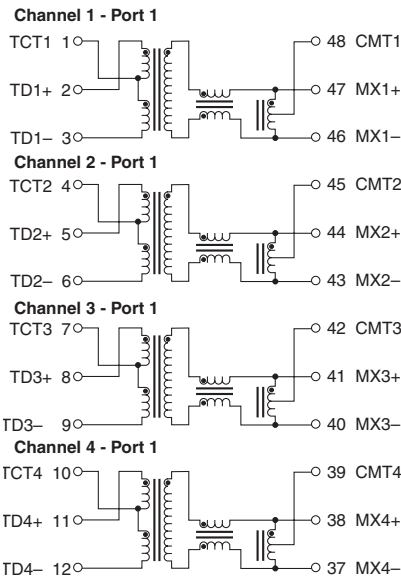 Channel 1 - Port 1
TCT1 1 48 CMT1
TD1+ 2 47 MX1+
TD1– 3 46 MX1–
Channel 2 - Port 1
TCT2 4 45 CMT2
TD2+ 5 44 MX2+
TD2– 6 43 MX2–
Channel 3 - Port 1
TCT3 7 42 CMT3
TD3+ 8 41 MX3+
TD3– 9 40 MX3–
Channel 4 - Port 1
TCT4 10 39 CMT4
TD4+ 11 38 MX4+
TD4– 12 37 MX4–